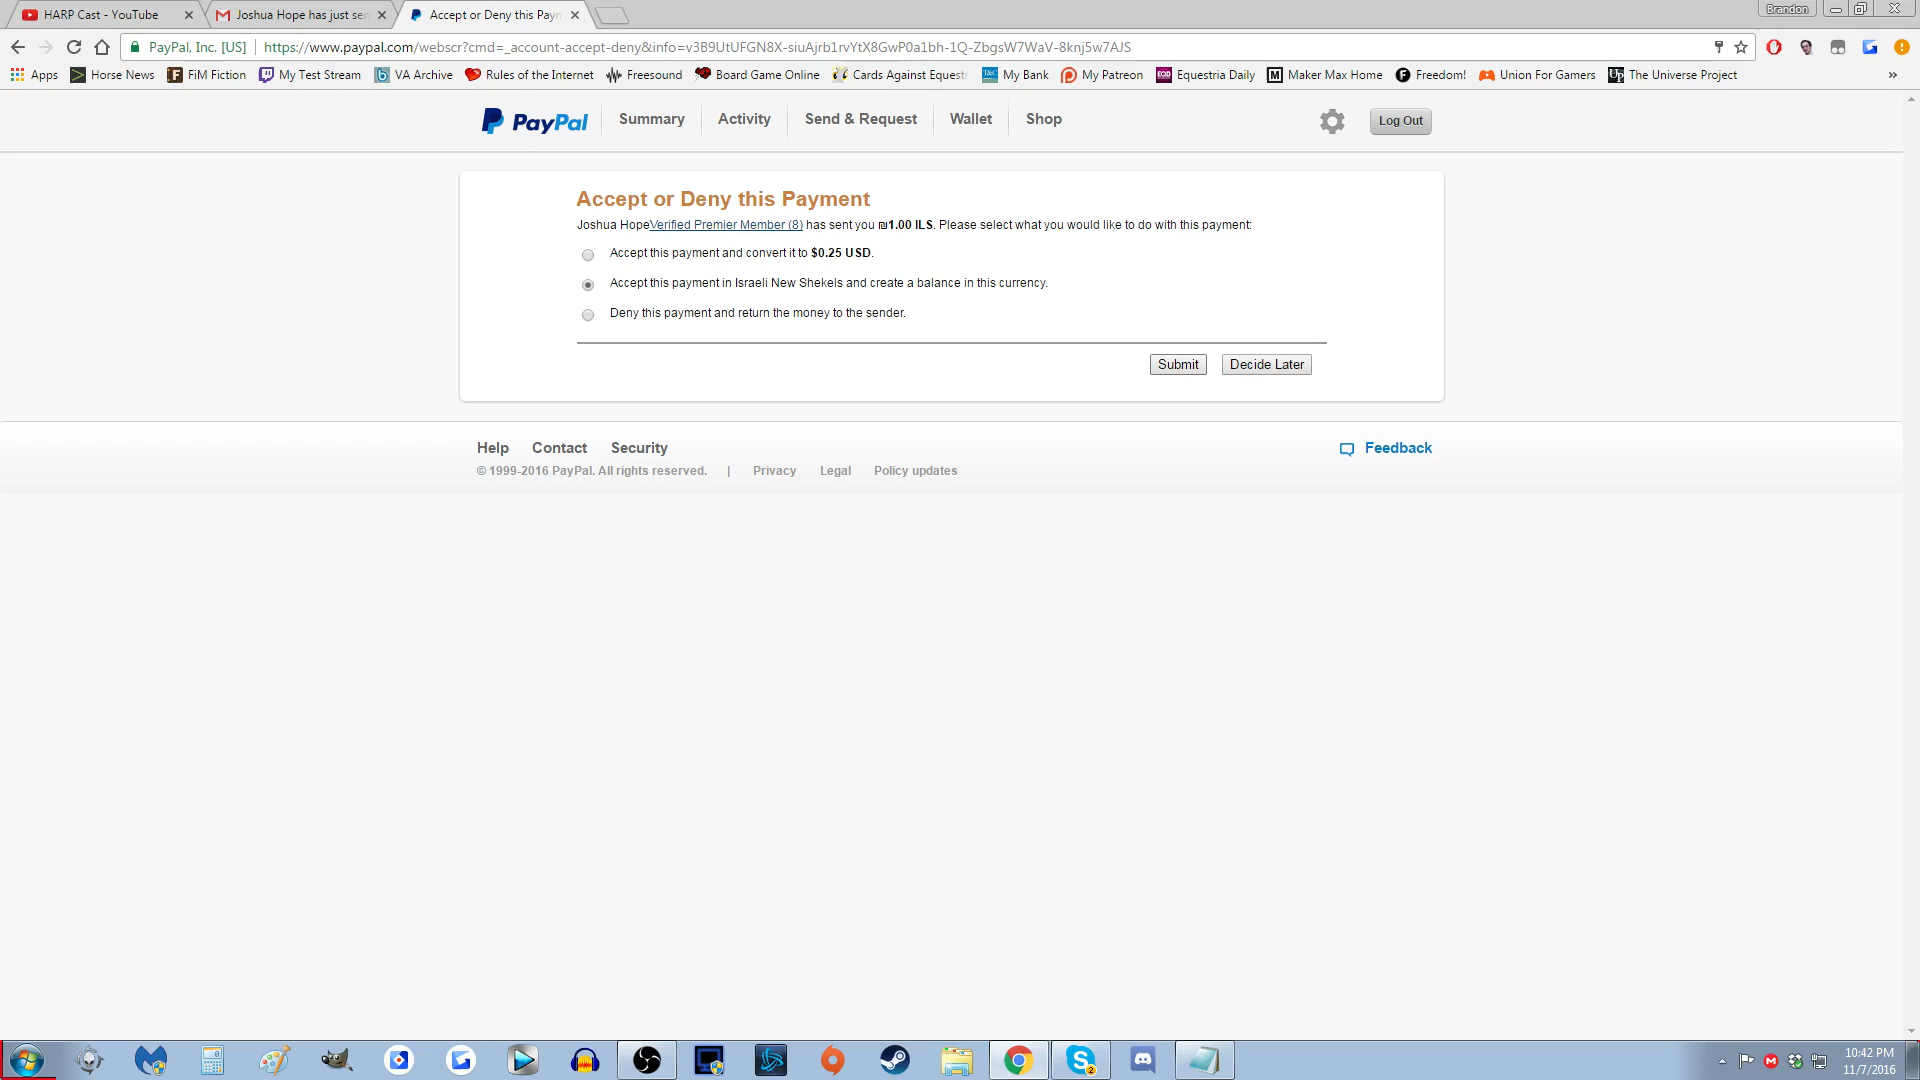 HARP Cast - YouTube
Joshua Hope has just sen
Accept or Deny this Paym
Brandon
PayPal, Inc. [US]
https://www.paypal.com/webscr?cmd=_account-accept-deny&info=v3B9UtUFGN8X-siuAjrb1rvYtX8GwP0a1bh-1Q-ZbgsW7WaV-8knj5w7AJS
Apps
Horse News
FiM Fiction
My Test Stream
VA Archive
Rules of the Internet
Freesound
Board Game Online
Cards Against Equestr
My Bank
My Patreon
Equestria Daily
Maker Max Home
Freedom!
Union For Gamers
The Universe Project
»
PayPal
Summary
Activity
Send & Request
Wallet
Shop
Log Out
Accept or Deny this Payment
Joshua HopeVerified Premier Member (8) has sent you ₪1.00 ILS. Please select what you would like to do with this payment:
Accept this payment and convert it to $0.25 USD.
Accept this payment in Israeli New Shekels and create a balance in this currency.
Deny this payment and return the money to the sender.
Submit
Decide Later
Help
Contact
Security
Feedback
© 1999-2016 PayPal. All rights reserved.
|
Privacy
Legal
Policy updates
2
10:42 PM
11/7/2016